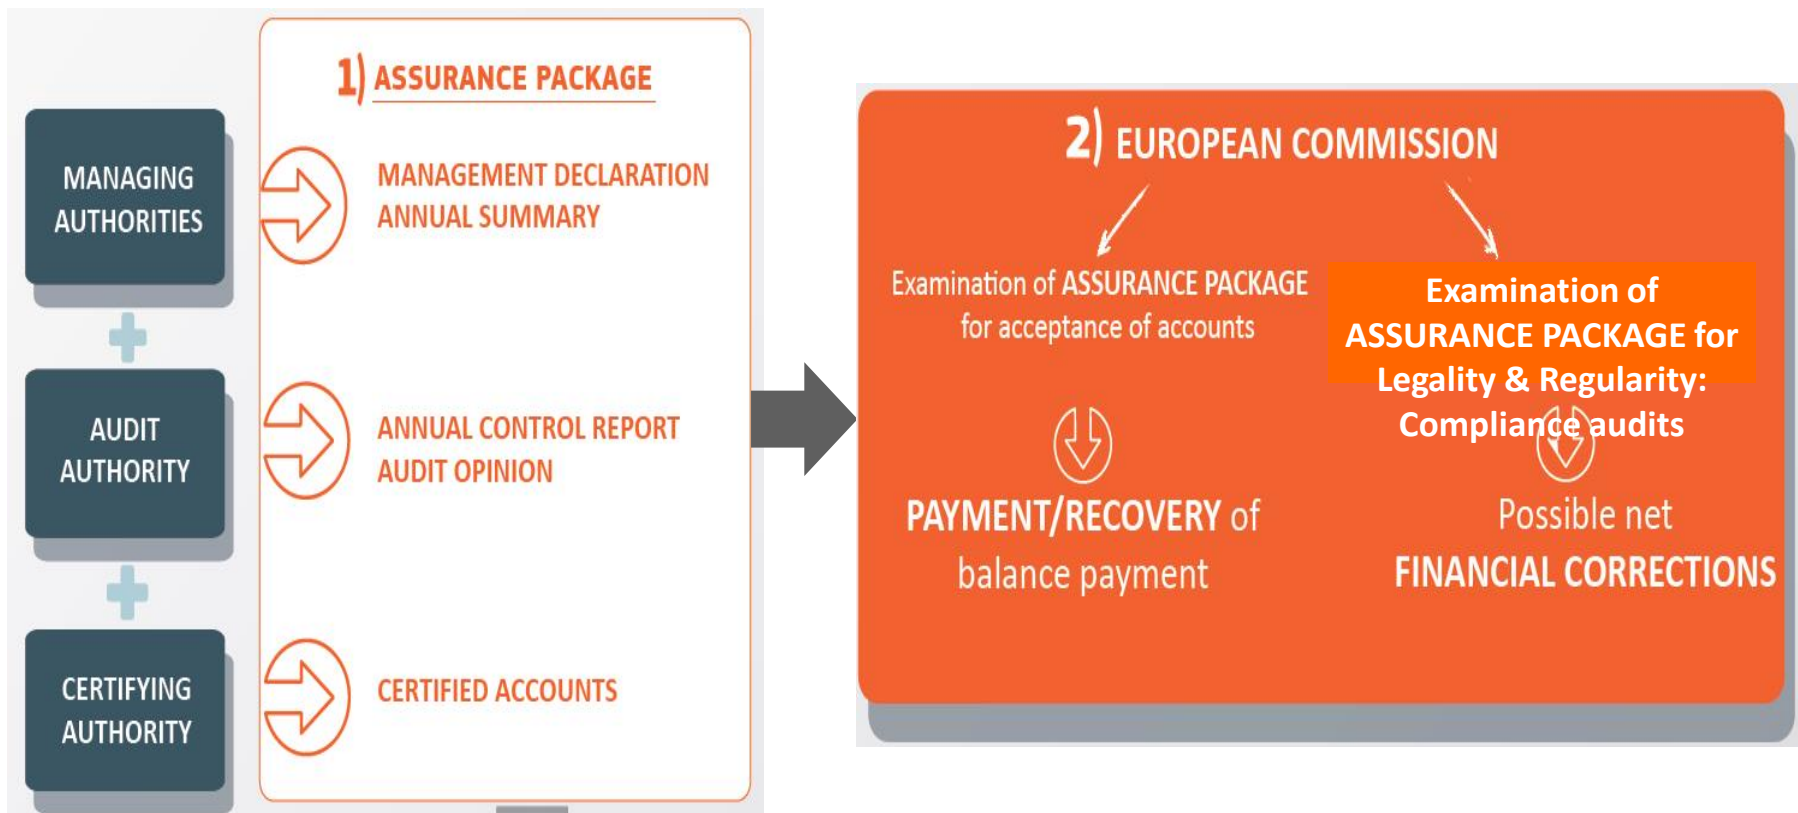 1) ASSURANCE PACKAGE
MANAGING
AUTHORITIES
MANAGEMENT DECLARATION
ANNUAL SUMMARY
AUDIT
AUTHORITY
ANNUAL CONTROL REPORT
AUDIT OPINION
CERTIFYING
AUTHORITY
CERTIFIED ACCOUNTS
2) EUROPEAN COMMISSION
Examination of ASSURANCE PACKAGE
for acceptance of accounts
PAYMENT/RECOVERY of
balance payment
Examination of
ASSURANCE PACKAGE for
Legality & Regularity:
Compliance audits
Possible net
FINANCIAL CORRECTIONS